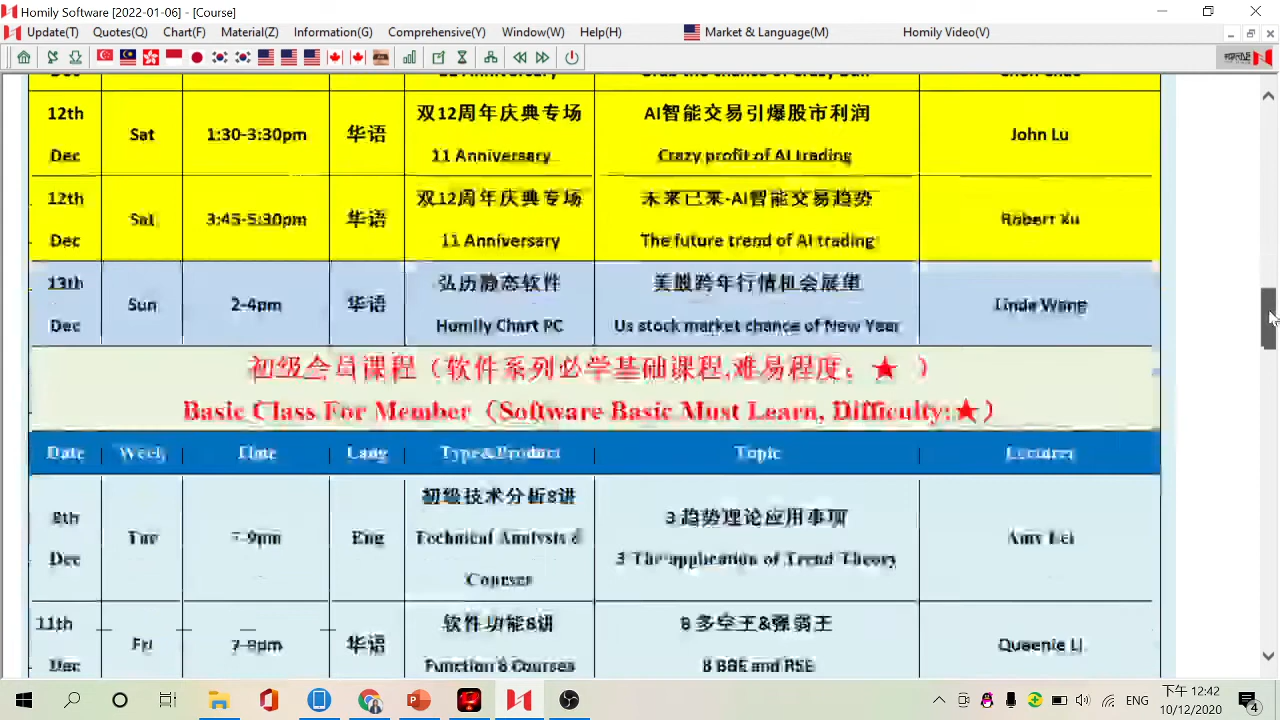 Homily Software [2022-01-06] - [Course]
Update(T) Quotes(Q) Chart(F) Material(Z) Information(G) Comprehensive(Y) Window(W) Help(H) Market & Language(M) Homily Video(V)
12th Dec Sat 1:30-3:30pm 华语 双12周年庆典专场 AI智能交易引爆股市利润 John Lu
11 Anniversary Crazy profit of AI trading
12th Dec Sat 3:45-5:30pm 华语 双12周年庆典专场 未来已来-AI智能交易趋势 Robert Xu
11 Anniversary The future trend of AI trading
13th Dec Sun 2-4pm 华语 弘历静态软件 美股跨年行情机会展望 Linda Wang
Homily Chart PC Us stock market chance of New Year
初级会员课程（软件系列必学基础课程,难易程度：★ ）
Basic Class For Member（Software Basic Must Learn, Difficulty:★）
Date Week Time Lang Type&Product Topic Lecturer
8th Dec Tue 7-9pm Eng 初级技术分析8讲 3 趋势理论应用事项
Technical Analysis 8 Courses 3 The application of Trend Theory
11th Dec Fri 7-9pm 华语 软件功能8讲 8 多空王&强弱王 Queenie Li
Function 8 Courses 8 BBE and RSE
ENG
下午 12:42
10/12/2020
4